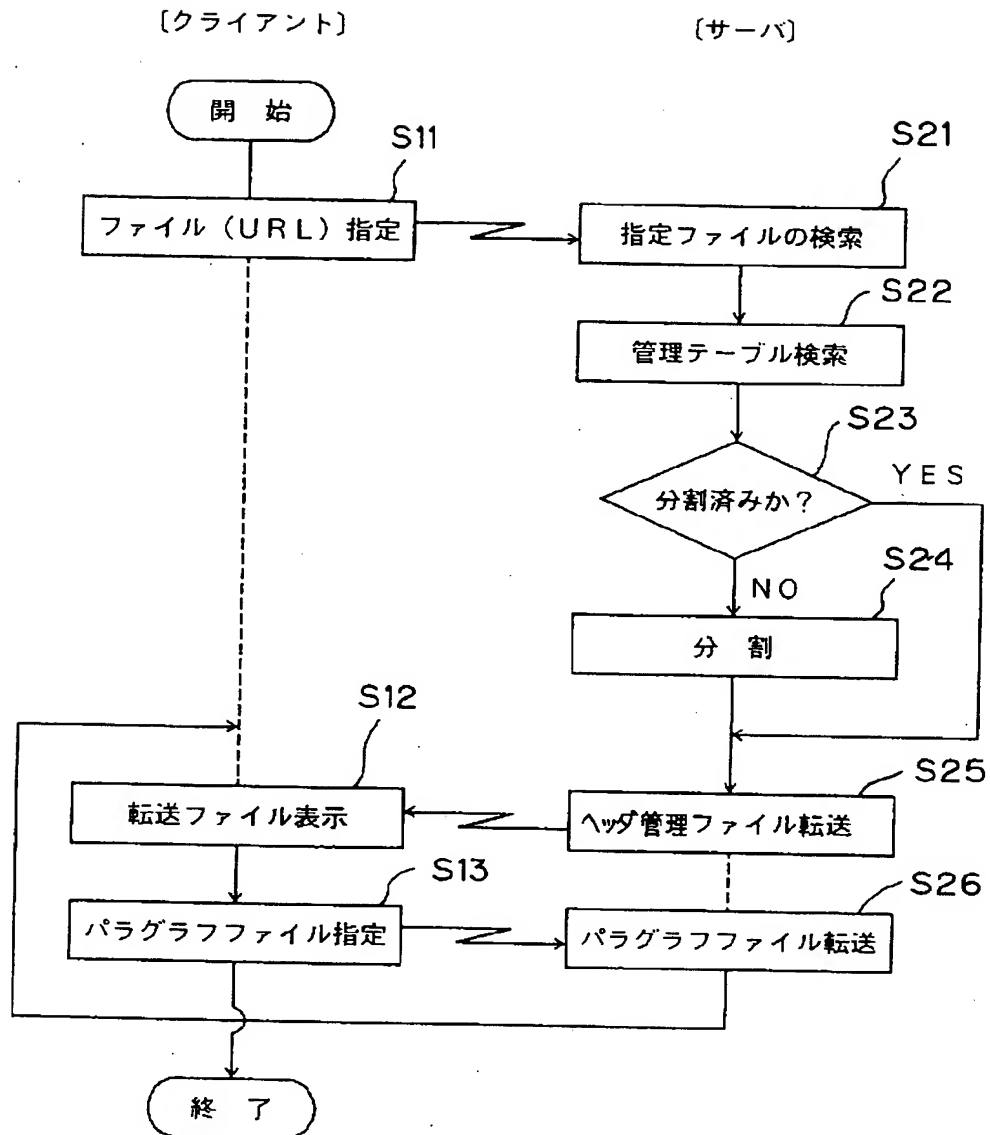 〔クライアント〕
〔サーバ〕
開 始
S11
ファイル（URL）指定
S21
指定ファイルの検索
S22
管理テーブル検索
S23
分割済みか？
YES
NO
S24
分 割
S12
転送ファイル表示
S25
ヘッダ管理ファイル転送
S13
パラグラフファイル指定
S26
パラグラフファイル転送
終 了